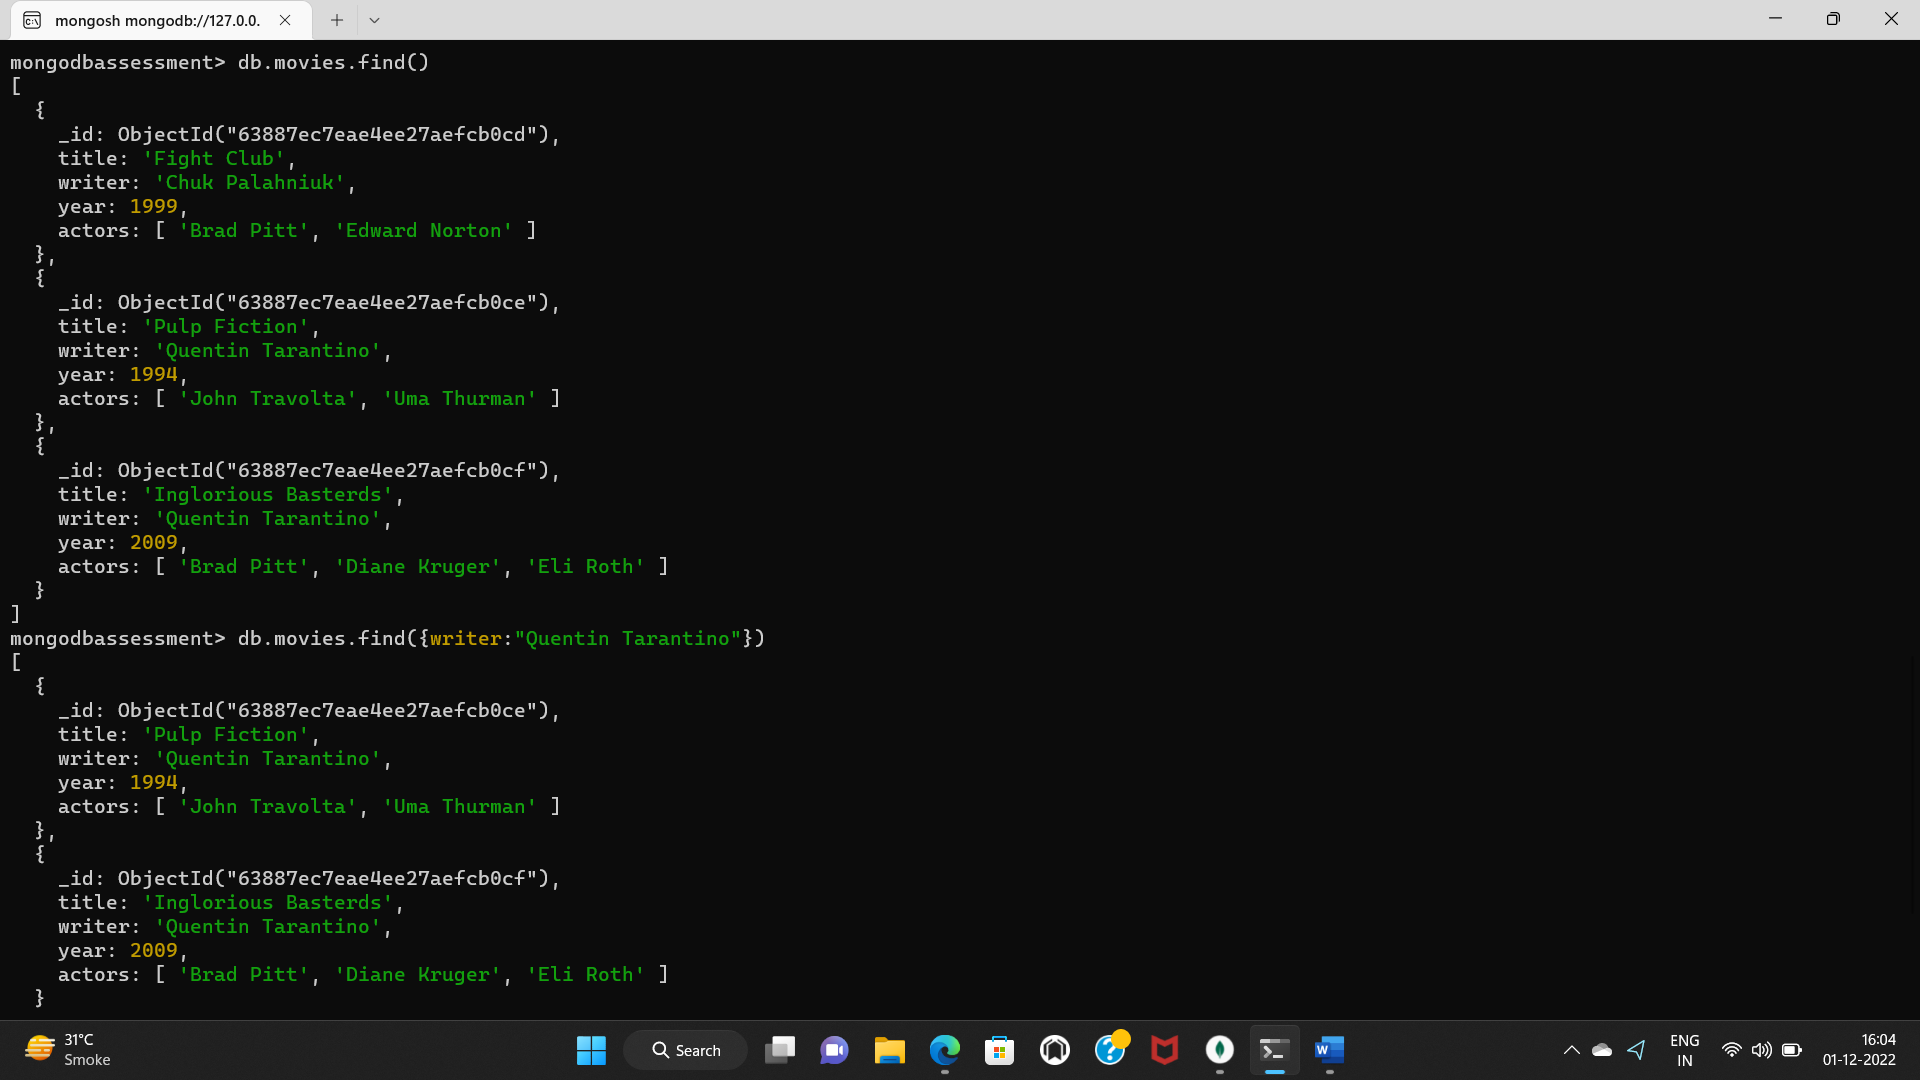 mongosh mongodb://127.0.0.
mongodbassessment> db.movies.find()
[
  {
    _id: ObjectId("63887ec7eae4ee27aefcb0cd"),
    title: 'Fight Club',
    writer: 'Chuk Palahniuk',
    year: 1999,
    actors: [ 'Brad Pitt', 'Edward Norton' ]
  },
  {
    _id: ObjectId("63887ec7eae4ee27aefcb0ce"),
    title: 'Pulp Fiction',
    writer: 'Quentin Tarantino',
    year: 1994,
    actors: [ 'John Travolta', 'Uma Thurman' ]
  },
  {
    _id: ObjectId("63887ec7eae4ee27aefcb0cf"),
    title: 'Inglorious Basterds',
    writer: 'Quentin Tarantino',
    year: 2009,
    actors: [ 'Brad Pitt', 'Diane Kruger', 'Eli Roth' ]
  }
]
mongodbassessment> db.movies.find({writer:"Quentin Tarantino"})
[
  {
    _id: ObjectId("63887ec7eae4ee27aefcb0ce"),
    title: 'Pulp Fiction',
    writer: 'Quentin Tarantino',
    year: 1994,
    actors: [ 'John Travolta', 'Uma Thurman' ]
  },
  {
    _id: ObjectId("63887ec7eae4ee27aefcb0cf"),
    title: 'Inglorious Basterds',
    writer: 'Quentin Tarantino',
    year: 2009,
    actors: [ 'Brad Pitt', 'Diane Kruger', 'Eli Roth' ]
  }
31°C
Smoke
Search
ENG
IN
16:04
01-12-2022